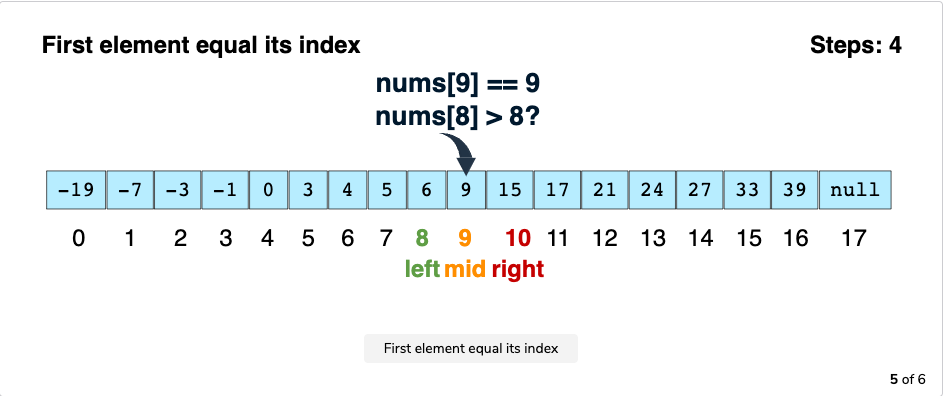 First element equal its index
Steps: 4
nums[9] == 9
nums[8] > 8?
-19 -7 -3 -1 0 3 4 5 6 9 15 17 21 24 27 33 39 null
0 1 2 3 4 5 6 7 8 9 10 11 12 13 14 15 16 17
left mid right
First element equal its index
5 of 6